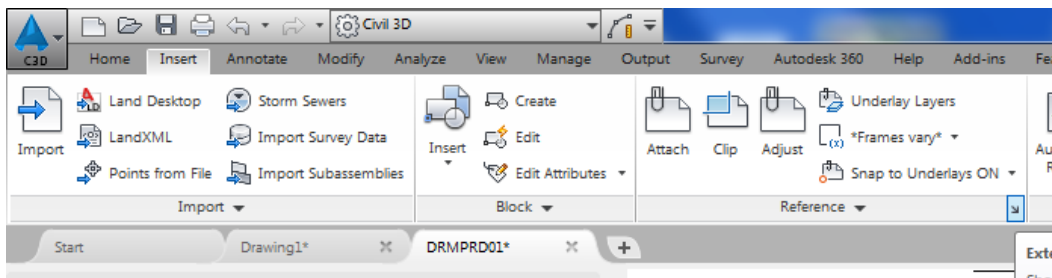 Civil 3D
C3D Home Insert Annotate Modify Analyze View Manage Output Survey Autodesk 360 Help Add-ins
Land Desktop Storm Sewers Create Underlay Layers
Import LandXML Import Survey Data Insert Edit Attach Clip Adjust *Frames vary*
Points from File Import Subassemblies Edit Attributes Snap to Underlays ON
Import Block Reference
Start Drawing1* DRMPRD01*